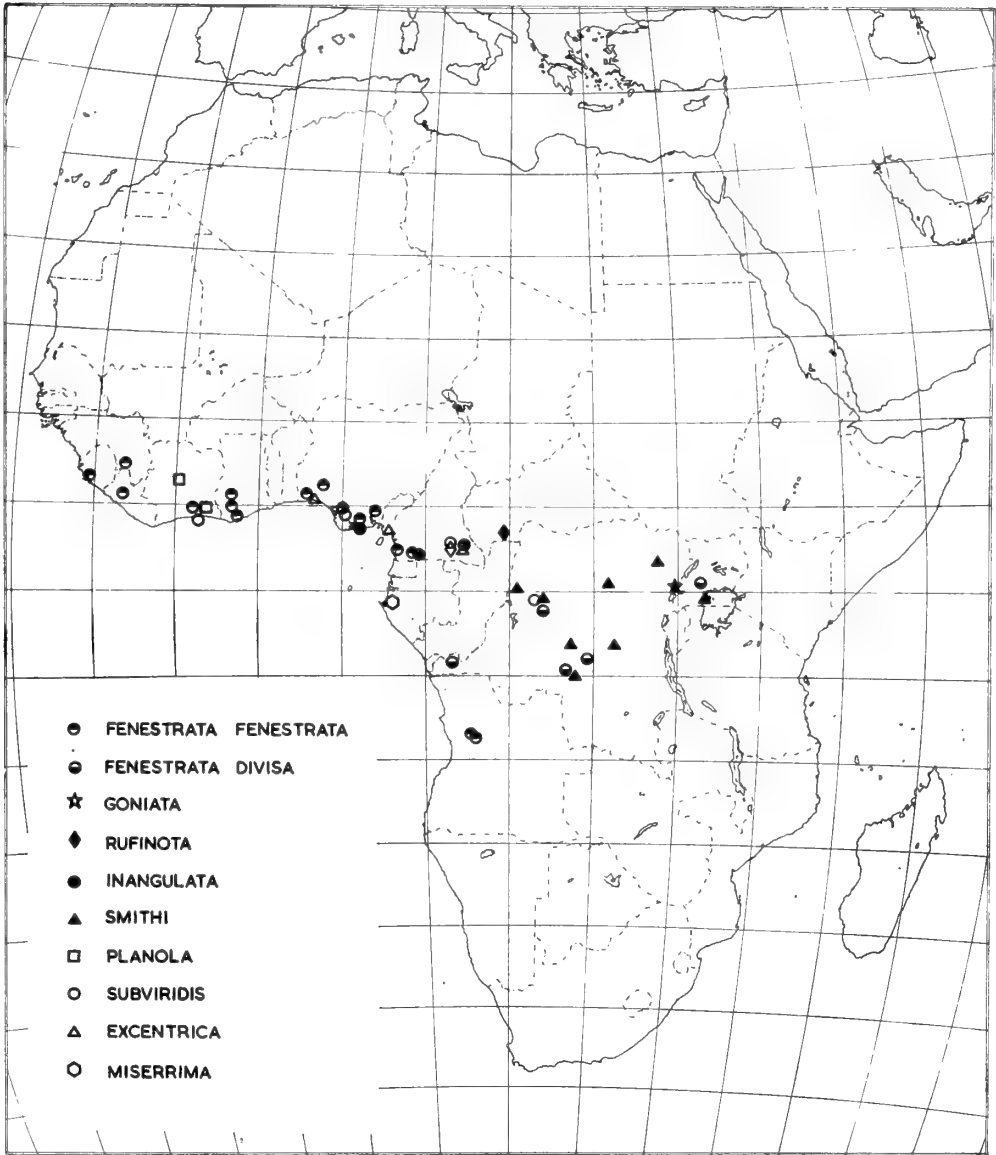 FENESTRATA FENESTRATA
FENESTRATA DIVISA
GONIATA
RUFINOTA
INANGULATA
SMITHI
PLANOLA
SUBVIRIDIS
EXCENTRICA
MISERRIMA